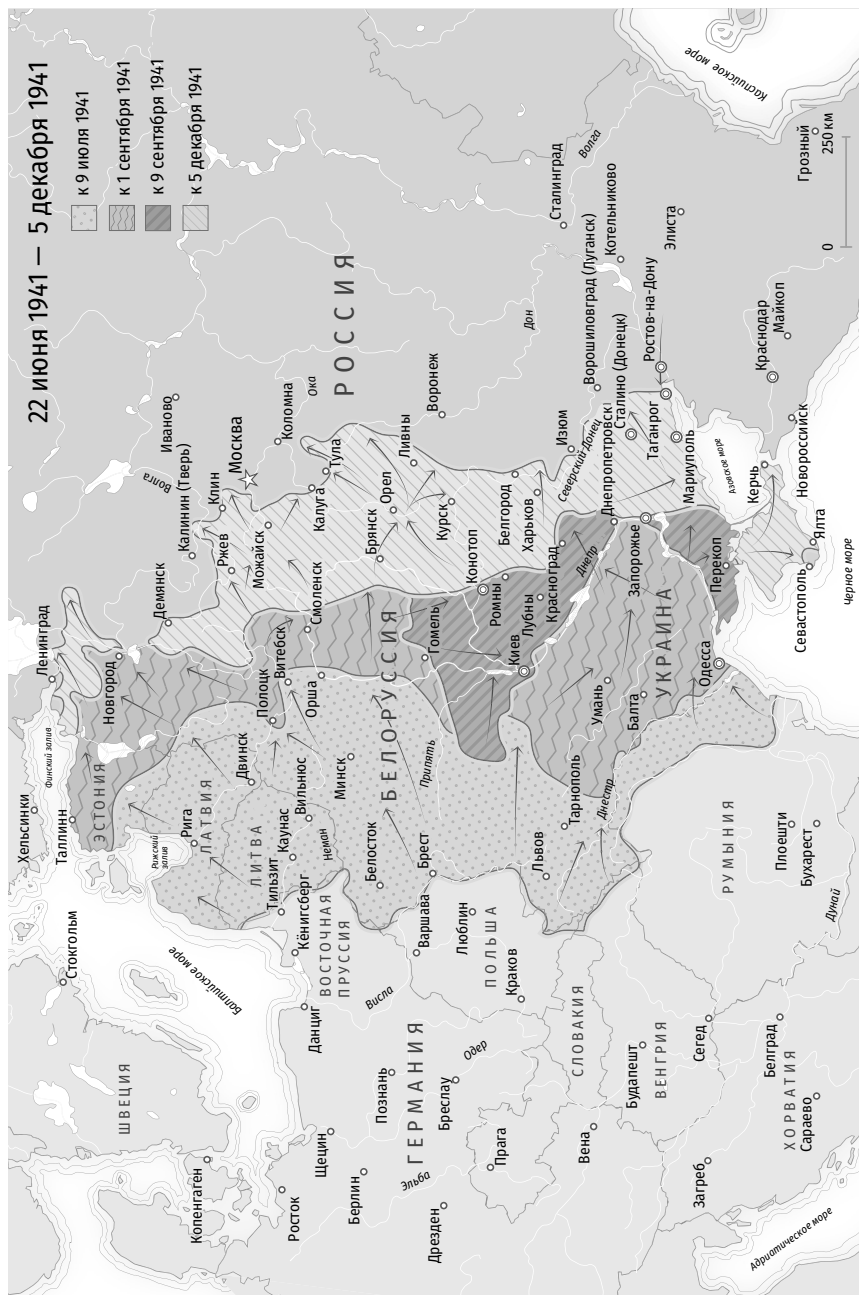 22 июня 1941 — 5 декабря 1941
к 9 июля 1941
к 1 сентября 1941
к 9 сентября 1941
к 5 декабря 1941
ШВЕЦИЯ
Стокгольм
Хельсинки
Таллинн
Финский залив
Ленинград
ЭСТОНИЯ
Новгород
Демянск
Калинин (Тверь)
Волга
Иваново
Клин
Москва
Ржев
Можайск
Коломна
Ока
РОССИЯ
Копенгаген
Балтийское море
Рижский
залив
Рига
ЛАТВИЯ
Двинск
Полоцк
Витебск
Смоленск
Калуга
Тула
Росток
Щецин
Данциг
Кёнигсберг
ВОСТОЧНАЯ
ПРУССИЯ
Тильзит
ЛИТВА
Каунас
Вильнюс
Неман
Минск
Орша
БЕЛОРУССИЯ
Брянск
Орел
Ливны
Воронеж
Дон
Берлин
Эльба
Познань
Висла
Белосток
Брест
Припять
Гомель
Курск
Дрезден
ГЕРМАНИЯ
Бреслау
Одер
Варшава
Люблин
ПОЛЬША
Краков
Конотоп
Ромны
Лубны
Киев
Белгород
Харьков
Изюм
Сталинград
Волга
Прага
Львов
Тарнополь
Днестр
Красноград
Днепр
Днепропетровск
Северский Донец
Ворошиловград (Луганск)
Котельниково
Вена
СЛОВАКИЯ
Умань
Балта
УКРАИНА
Запорожье
Сталино (Донецк)
Таганрог
Мариуполь
Ростов-на-Дону
Элиста
Будапешт
ВЕНГРИЯ
Одесса
Перекоп
Азовское море
Керчь
Краснодар
Майкоп
Каспийское море
Грозный
Загреб
Сегед
РУМЫНИЯ
Плоешти
Бухарест
Дунай
Севастополь
Ялта
Новороссийск
Черное море
Белград
ХОРВАТИЯ
Сараево
Адриатическое море
0
250 км